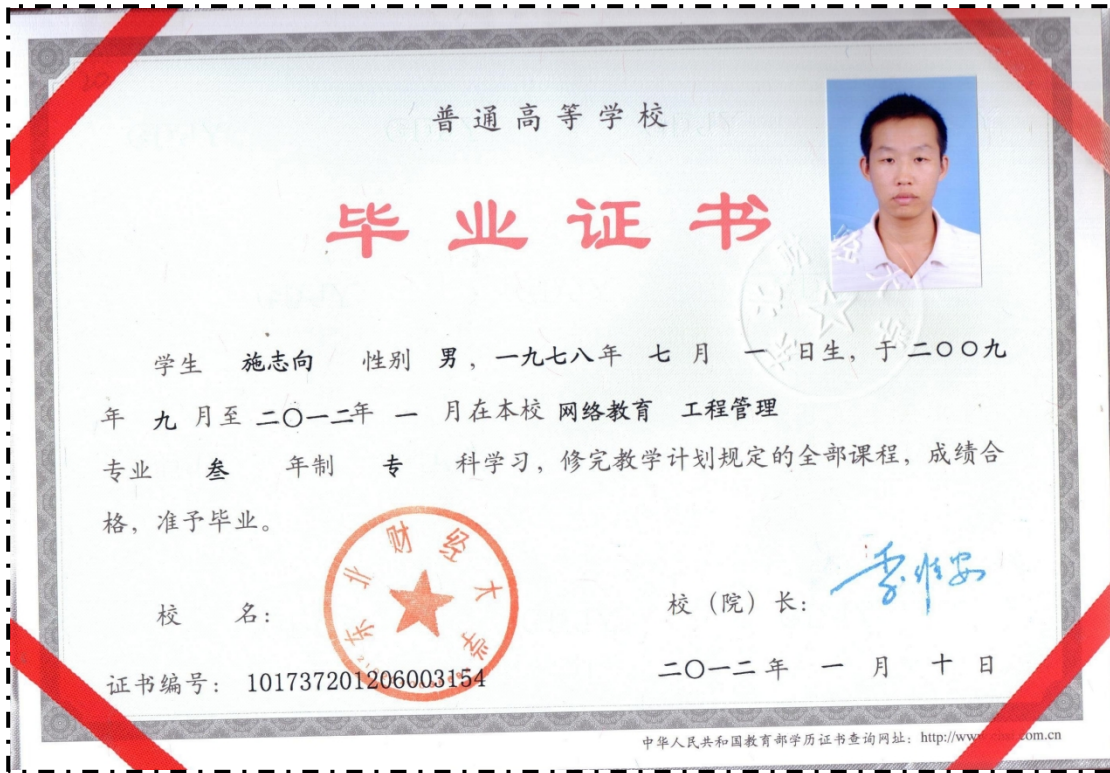 普通高等学校
毕业证书
学生 施志向 性别 男，一九七八年 七 月 一 日生，于二〇〇九
年 九 月至 二〇一二年 一 月在本校 网络教育 工程管理
专业 叁 年制 专 科学习，修完教学计划规定的全部课程，成绩合
格，准予毕业。
东北财经大学
校 名：
校（院）长：
证书编号： 101737201206003154
二〇一二年 一 月 十 日
中华人民共和国教育部学历证书查询网址：http://www.chsi.com.cn